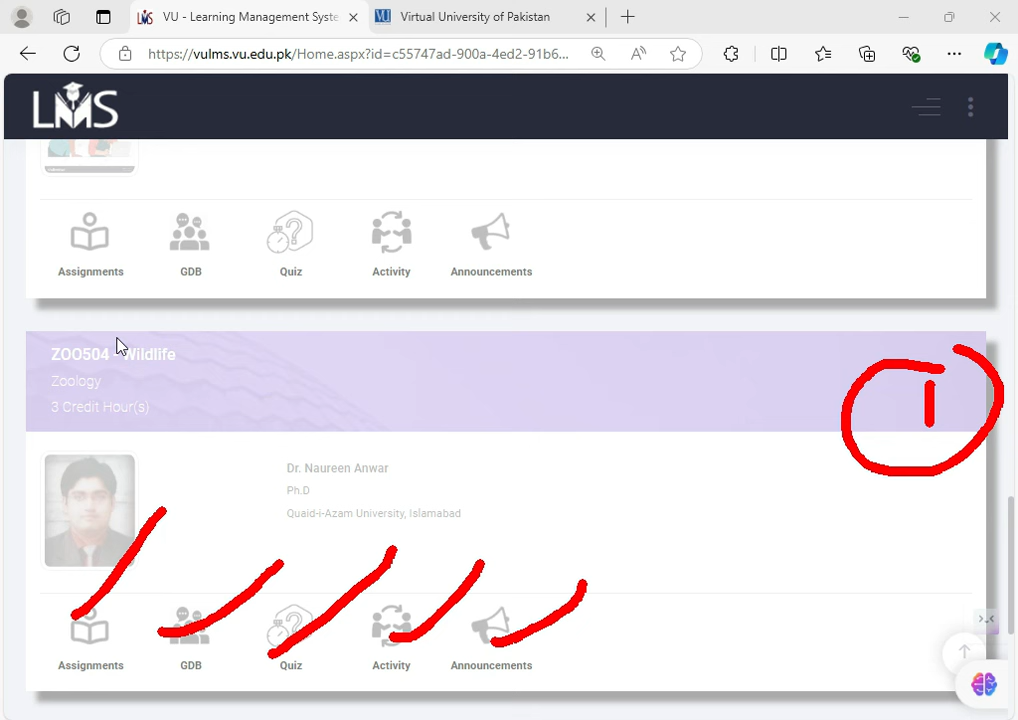 VU - Learning Management Syste
VU Virtual University of Pakistan
https://vulms.vu.edu.pk/Home.aspx?id=c55747ad-900a-4ed2-91b6...
LMS
Assignments GDB Quiz Activity Announcements
ZOO504 - Wildlife
Zoology
3 Credit Hour(s)
1
Dr. Naureen Anwar
Ph.D
Quaid-i-Azam University, Islamabad
Assignments GDB Quiz Activity Announcements